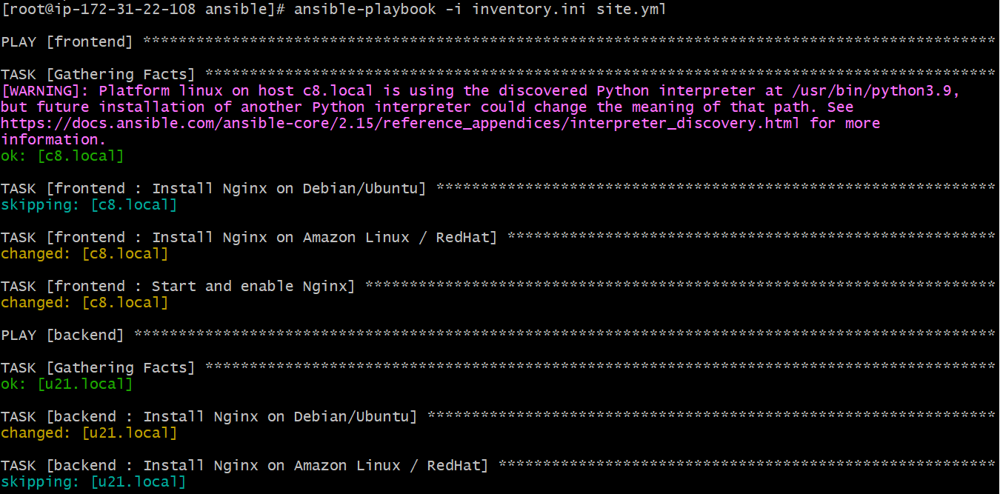 [root@ip-172-31-22-108 ansible]# ansible-playbook -i inventory.ini site.yml
PLAY [frontend] ************************************************************************************************
TASK [Gathering Facts] *****************************************************************************************
[WARNING]: Platform linux on host c8.local is using the discovered Python interpreter at /usr/bin/python3.9,
but future installation of another Python interpreter could change the meaning of that path. See
https://docs.ansible.com/ansible-core/2.15/reference_appendices/interpreter_discovery.html for more
information.
ok: [c8.local]
TASK [frontend : Install Nginx on Debian/Ubuntu] ***************************************************************
skipping: [c8.local]
TASK [frontend : Install Nginx on Amazon Linux / RedHat] *******************************************************
changed: [c8.local]
TASK [frontend : Start and enable Nginx] ***********************************************************************
changed: [c8.local]
PLAY [backend] *************************************************************************************************
TASK [Gathering Facts] *****************************************************************************************
ok: [u21.local]
TASK [backend : Install Nginx on Debian/Ubuntu] ****************************************************************
changed: [u21.local]
TASK [backend : Install Nginx on Amazon Linux / RedHat] ********************************************************
skipping: [u21.local]